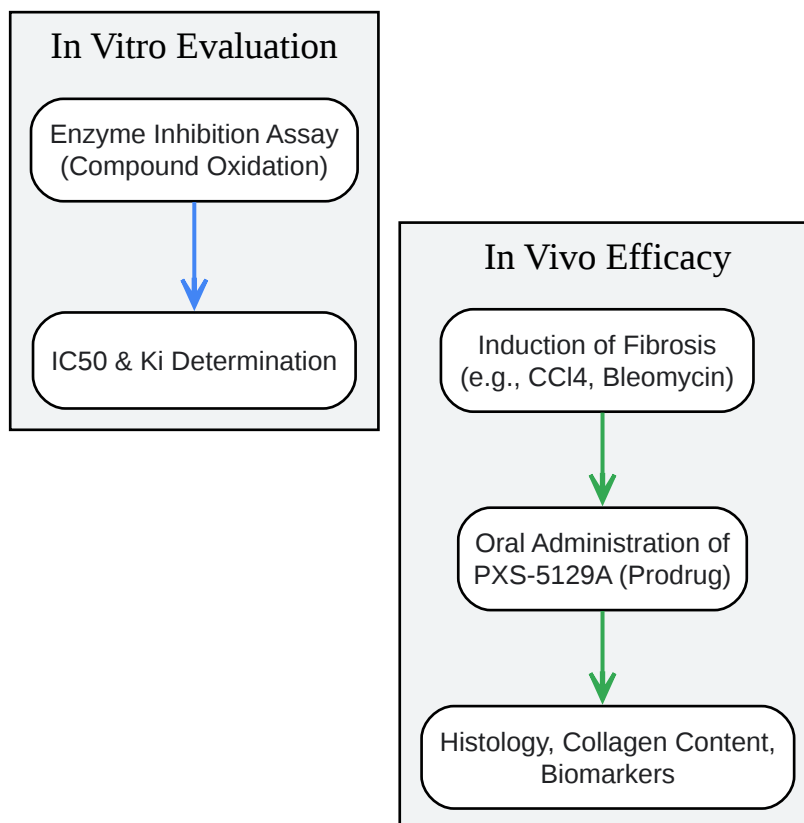 In Vitro Evaluation
Enzyme Inhibition Assay
(Compound Oxidation)
IC50 & Ki Determination
In Vivo Efficacy
Induction of Fibrosis
(e.g., CCl4, Bleomycin)
Oral Administration of
PXS-5129A (Prodrug)
Histology, Collagen Content,
Biomarkers